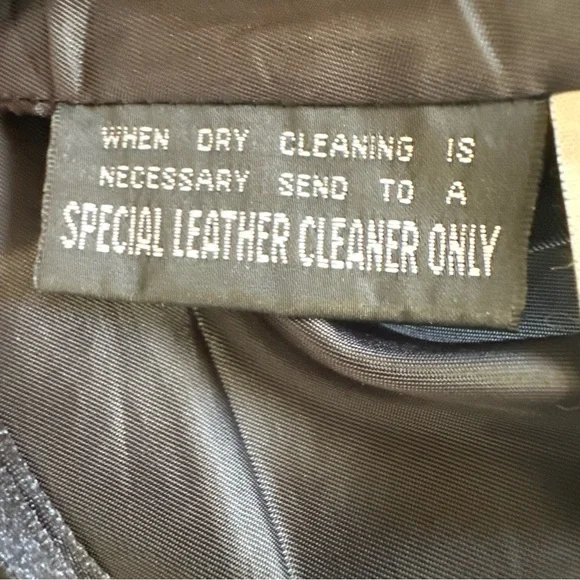 WHEN DRY CLEANING IS
NECESSARY SEND TO A
SPECIAL LEATHER CLEANER ONLY